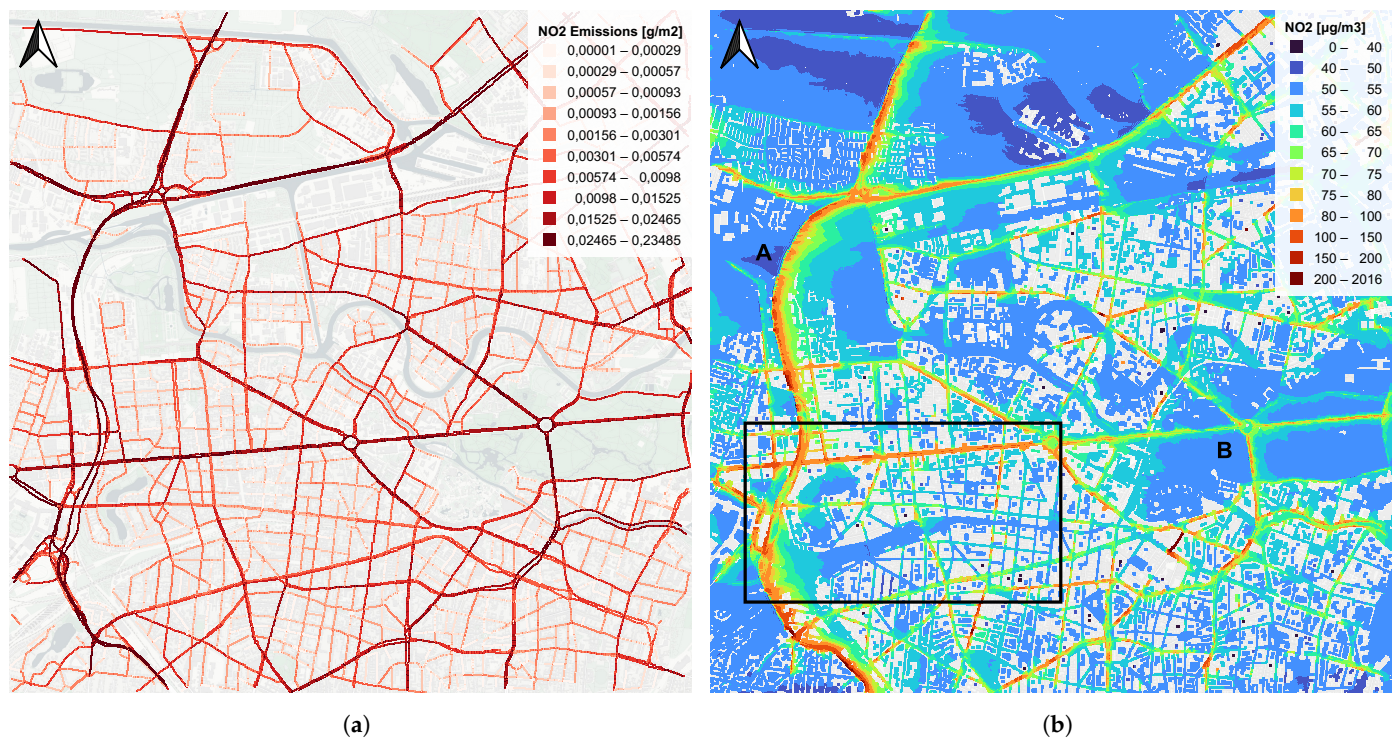 NO2 Emissions [g/m2]
0,00001 – 0,00029
0,00029 – 0,00057
0,00057 – 0,00093
0,00093 – 0,00156
0,00156 – 0,00301
0,00301 – 0,00574
0,00574 – 0,0098
0,0098 – 0,01525
0,01525 – 0,02465
0,02465 – 0,23485
NO2 [µg/m3]
0 – 40
40 – 50
50 – 55
55 – 60
60 – 65
65 – 70
70 – 75
75 – 80
80 – 100
100 – 150
150 – 200
200 – 2016
A
B
(a)
(b)